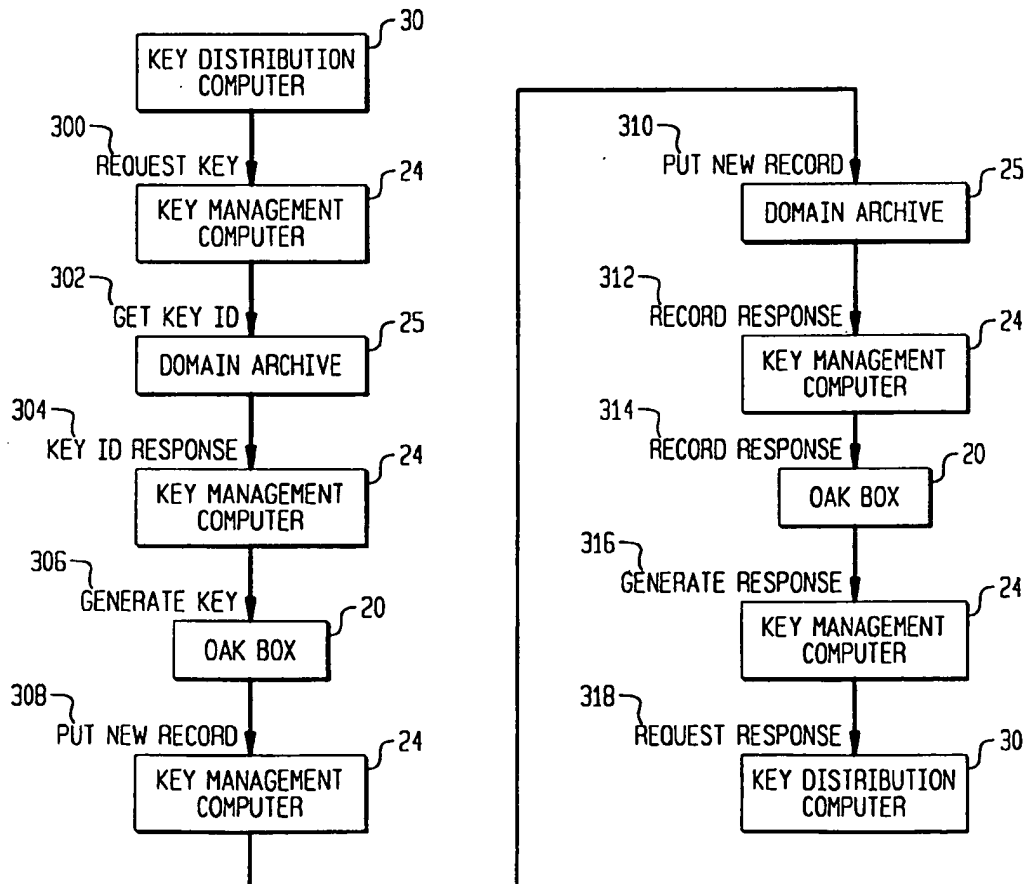 30
KEY DISTRIBUTION
COMPUTER
300
REQUEST KEY
24
KEY MANAGEMENT
COMPUTER
302
GET KEY ID
25
DOMAIN ARCHIVE
304
KEY ID RESPONSE
24
KEY MANAGEMENT
COMPUTER
306
GENERATE KEY
20
OAK BOX
308
PUT NEW RECORD
24
KEY MANAGEMENT
COMPUTER
310
PUT NEW RECORD
25
DOMAIN ARCHIVE
312
RECORD RESPONSE
24
KEY MANAGEMENT
COMPUTER
314
RECORD RESPONSE
20
OAK BOX
316
GENERATE RESPONSE
24
KEY MANAGEMENT
COMPUTER
318
REQUEST RESPONSE
30
KEY DISTRIBUTION
COMPUTER